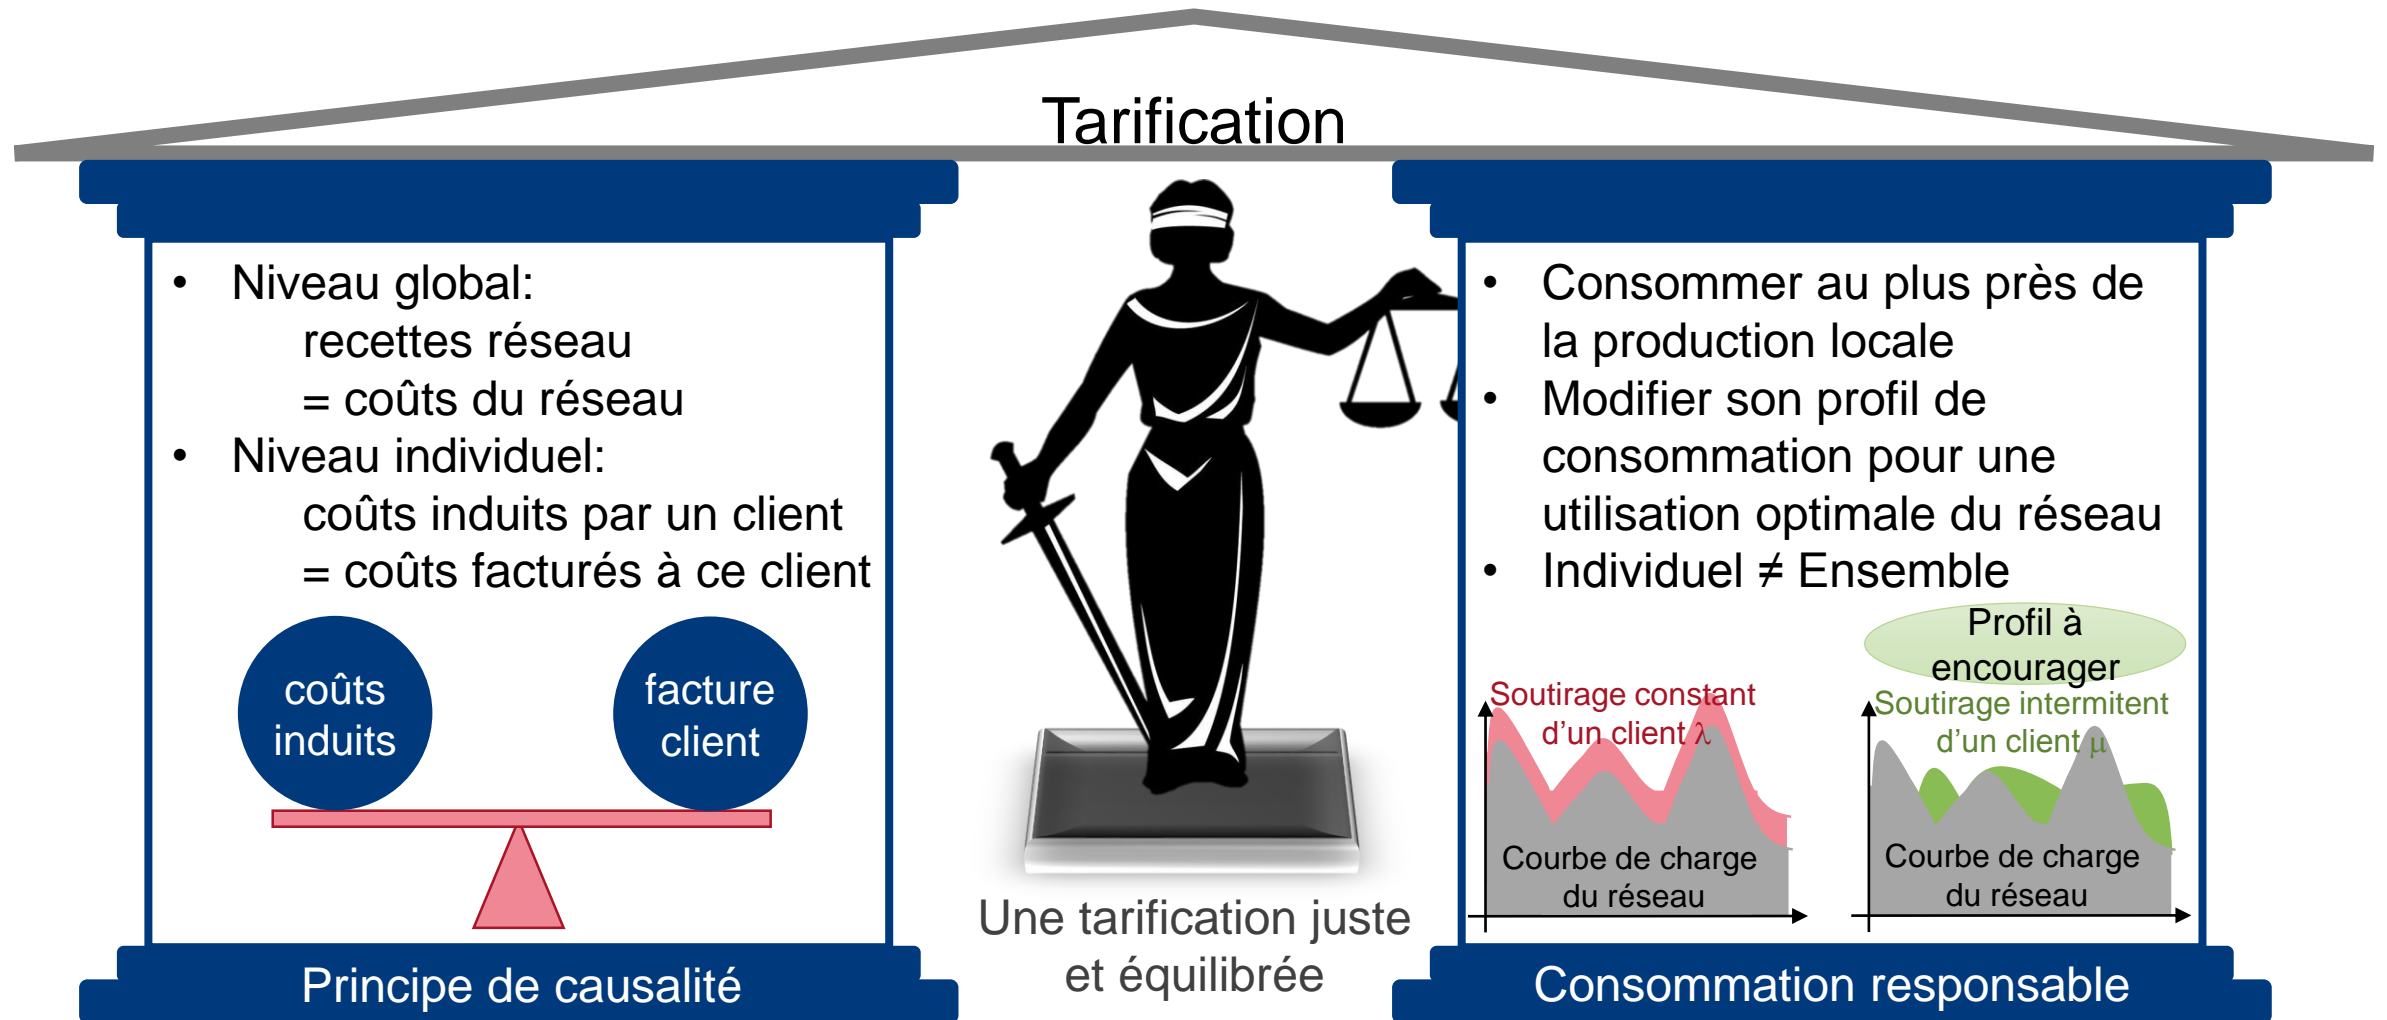 Tarification
• Niveau global:
recettes réseau
= coûts du réseau
• Niveau individuel:
coûts induits par un client
= coûts facturés à ce client
coûts
induits
facture
client
Principe de causalité
Une tarification juste
et équilibrée
• Consommer au plus près de
la production locale
• Modifier son profil de
consommation pour une
utilisation optimale du réseau
• Individuel ≠ Ensemble
Profil à
encourager
Soutirage constant
d'un client λ
Courbe de charge
du réseau
Soutirage intermitent
d'un client μ
Courbe de charge
du réseau
Consommation responsable